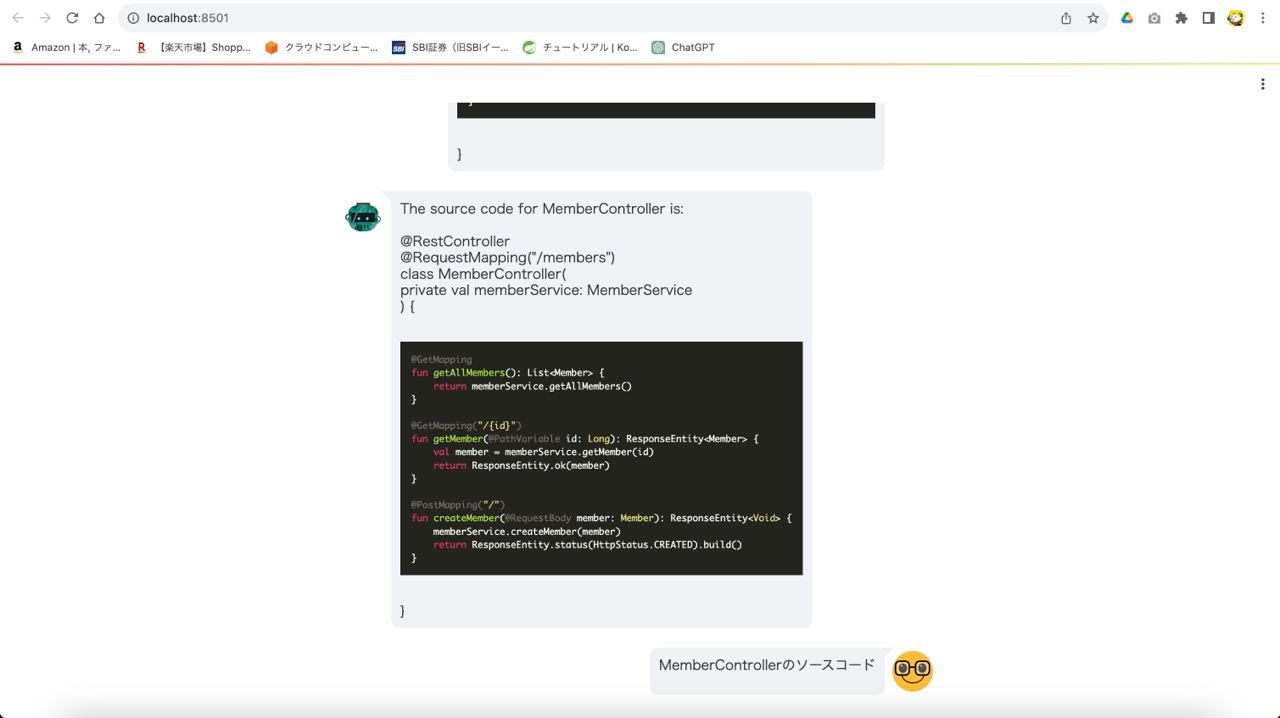 localhost:8501
Amazon | 本, ファ...
【楽天市場】Shopp...
クラウドコンピュー...
SBI
SBI証券（旧SBIイー...
チュートリアル | Ko...
ChatGPT
}
}
The source code for MemberController is:
@RestController
@RequestMapping("/members")
class MemberController(
private val memberService: MemberService
) {
@GetMapping
fun getAllMembers(): List<Member> {
    return memberService.getAllMembers()
}
@GetMapping("/{id}")
fun getMember(@PathVariable id: Long): ResponseEntity<Member> {
    val member = memberService.getMember(id)
    return ResponseEntity.ok(member)
}
@PostMapping("/")
fun createMember(@RequestBody member: Member): ResponseEntity<Void> {
    memberService.createMember(member)
    return ResponseEntity.status(HttpStatus.CREATED).build()
}
}
MemberControllerのソースコード